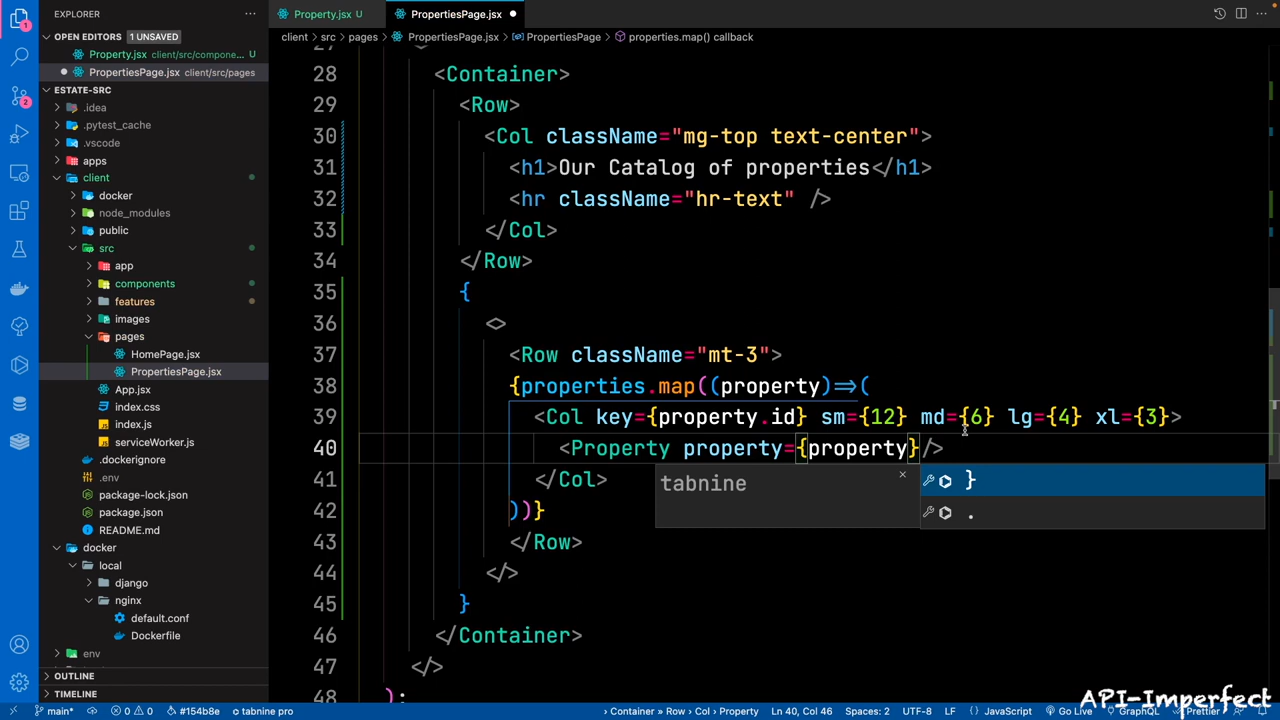 EXPLORER
Property.jsx U
PropertiesPage.jsx
OPEN EDITORS 1 UNSAVED
client > src > pages > PropertiesPage.jsx > PropertiesPage > properties.map() callback
Property.jsx client/src/compone... U
PropertiesPage.jsx client/src/pages
ESTATE-SRC
.idea
.pytest_cache
.vscode
apps
client
docker
node_modules
public
src
app
components
features
images
pages
HomePage.jsx
PropertiesPage.jsx
App.jsx
index.css
index.js
serviceWorker.js
.dockerignore
.env
package-lock.json
package.json
README.md
docker
local
django
nginx
default.conf
Dockerfile
env
OUTLINE
TIMELINE
28 <Container>
29 <Row>
30 <Col className="mg-top text-center">
31 <h1>Our Catalog of properties</h1>
32 <hr className="hr-text" />
33 </Col>
34 </Row>
35 {
36 <>
37 <Row className="mt-3">
38 {properties.map((property)=>(
39 <Col key={property.id} sm={12} md={6} lg={4} xl={3}>
40 <Property property={property}/>
41 </Col>
42 ))}
43 </Row>
44 </>
45 }
46 </Container>
47 </>
48 );
tabnine
}
.
API-Imperfect
main* 0 0 #154b8e tabnine pro
> Container > Row > Col > Property Ln 40, Col 46 Spaces: 2 UTF-8 LF JavaScript Go Live GraphQL Prettier